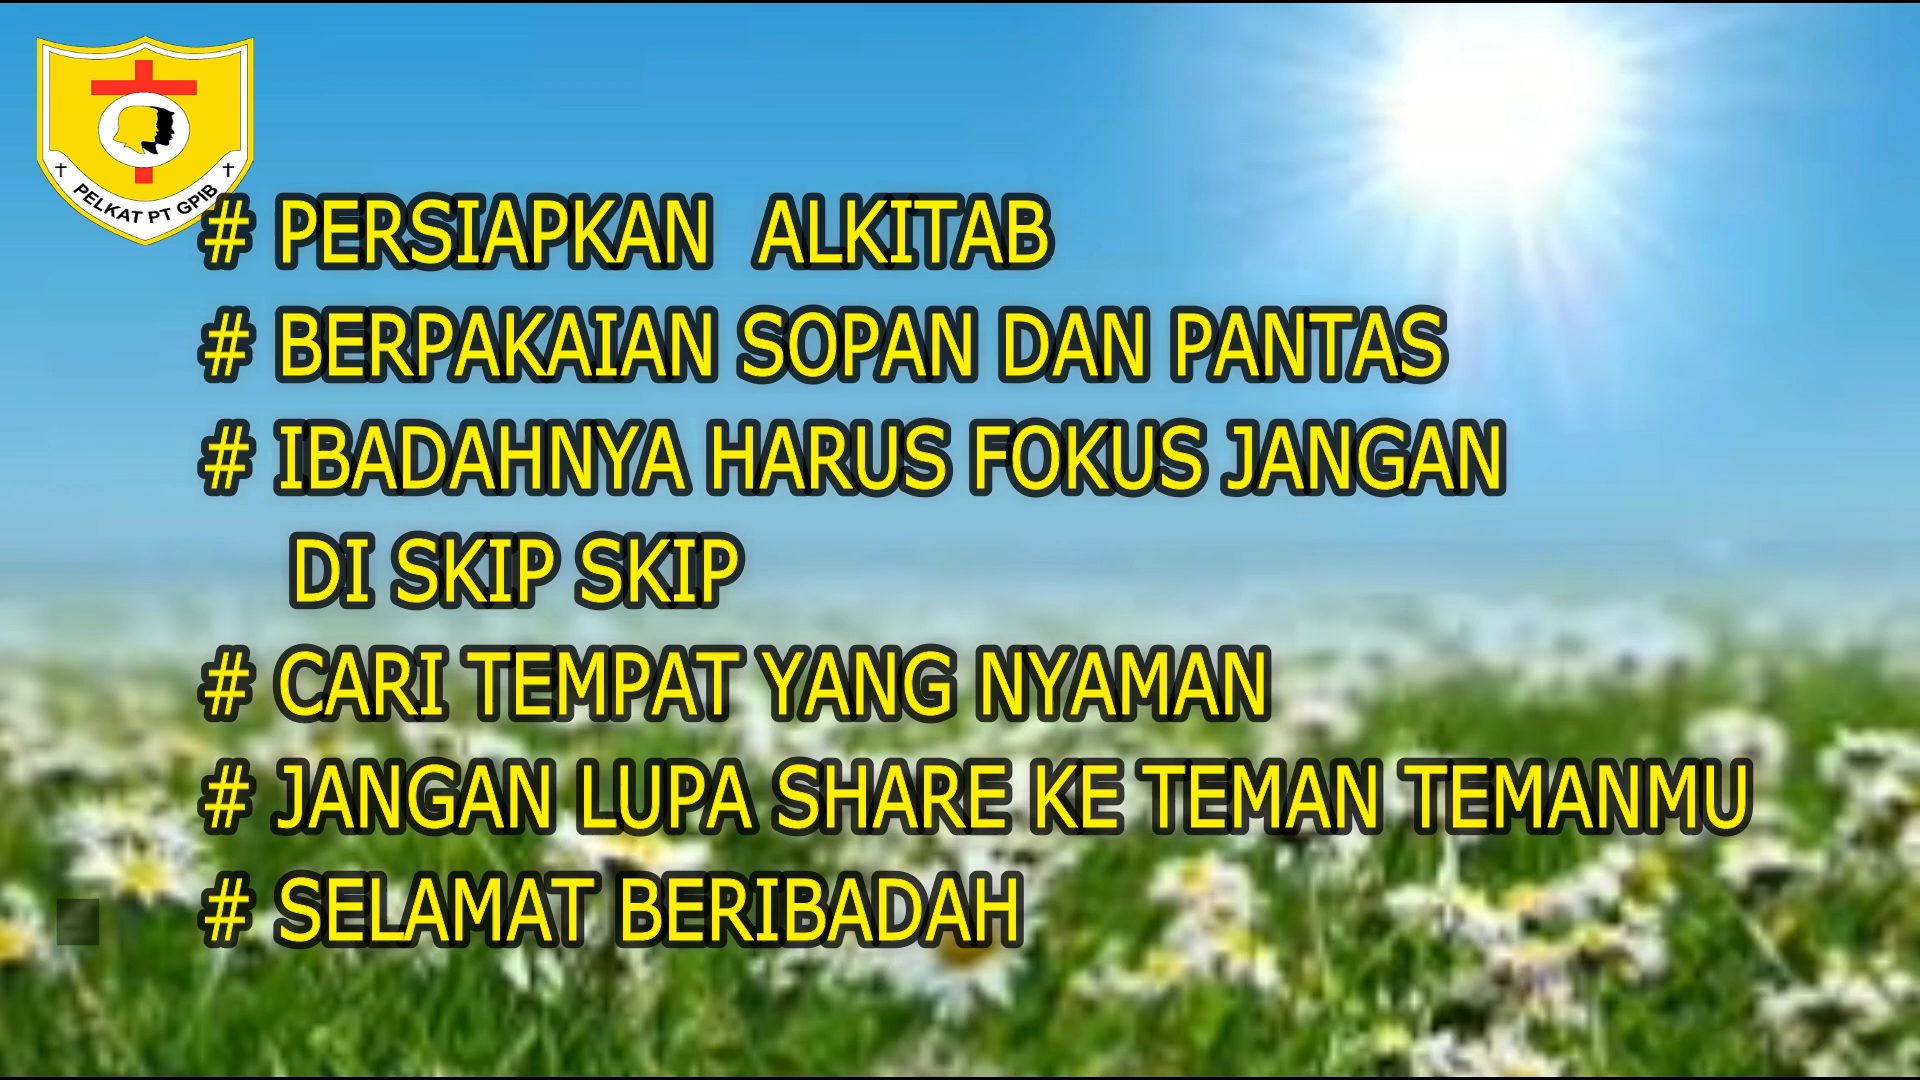 PELKAT PT GPIB
# PERSIAPKAN ALKITAB
# BERPAKAIAN SOPAN DAN PANTAS
# IBADAHNYA HARUS FOKUS JANGAN
DI SKIP SKIP
# CARI TEMPAT YANG NYAMAN
# JANGAN LUPA SHARE KE TEMAN TEMANMU
# SELAMAT BERIBADAH